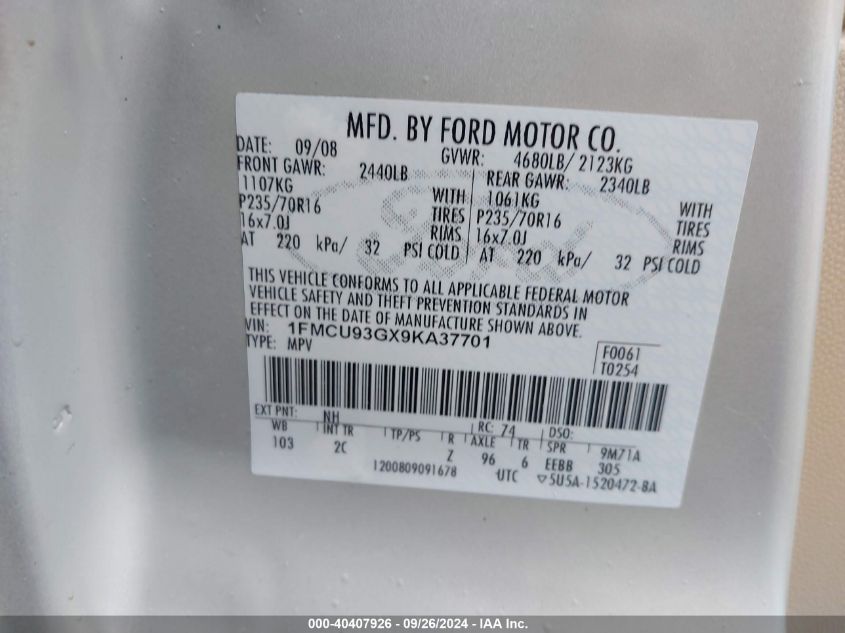 MFD. BY FORD MOTOR CO.
DATE: 09/08 GVWR: 4680LB/ 2123KG
FRONT GAWR: 2440LB REAR GAWR: 2340LB
1107KG WITH 1061KG WITH
P235/70R16 TIRES P235/70R16 TIRES
16x7.0J RIMS 16x7.0J RIMS
AT 220 kPa/ 32 PSI COLD AT 220 kPa/ 32 PSI COLD
Ford
THIS VEHICLE CONFORMS TO ALL APPLICABLE FEDERAL MOTOR
VEHICLE SAFETY AND THEFT PREVENTION STANDARDS IN
EFFECT ON THE DATE OF MANUFACTURE SHOWN ABOVE.
VIN: 1FMCU93GX9KA37701
TYPE: MPV
F0061
T0254
EXT PNT: NH RC: 74 DSO:
WB INT TR TP/PS R AXLE TR SPR 9M71A
103 2C Z 96 6 EEBB 305
1200809091678 UTC ▽5U5A-1520472-BA
000-40407926 - 09/26/2024 - IAA Inc.